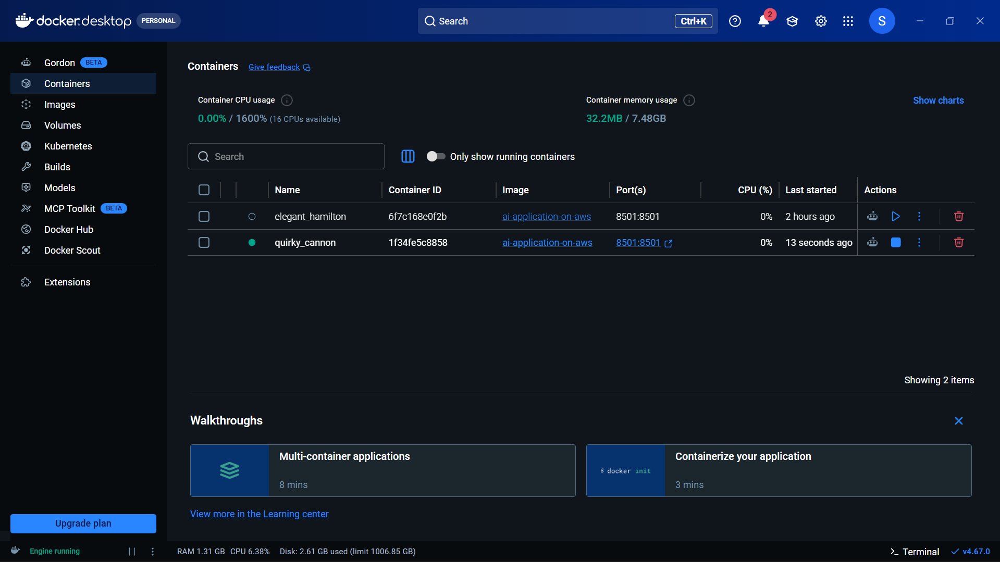 docker.desktop PERSONAL
Search Ctrl+K
2
S
Gordon BETA
Containers
Images
Volumes
Kubernetes
Builds
Models
MCP Toolkit BETA
Docker Hub
Docker Scout
Extensions
Upgrade plan
Containers Give feedback
Container CPU usage
0.00% / 1600% (16 CPUs available)
Container memory usage
32.2MB / 7.48GB
Show charts
Search
Only show running containers
Name Container ID Image Port(s) CPU (%) Last started Actions
elegant_hamilton 6f7c168e0f2b ai-application-on-aws 8501:8501 0% 2 hours ago
quirky_cannon 1f34fe5c8858 ai-application-on-aws 8501:8501 0% 13 seconds ago
Showing 2 items
Walkthroughs
Multi-container applications
8 mins
$ docker init
Containerize your application
3 mins
View more in the Learning center
Engine running
RAM 1.31 GB CPU 6.38% Disk: 2.61 GB used (limit 1006.85 GB)
>_ Terminal
v4.67.0